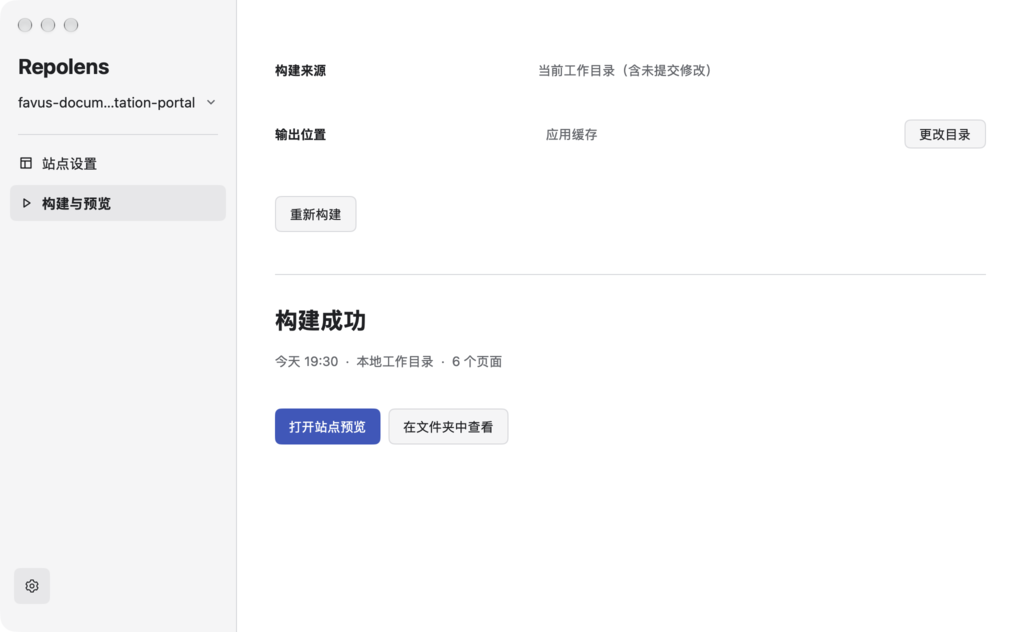 Repolens
favus-docum...tation-portal
站点设置
构建与预览
构建来源
当前工作目录（含未提交修改）
输出位置
应用缓存
更改目录
重新构建
构建成功
今天 19:30 · 本地工作目录 · 6 个页面
打开站点预览
在文件夹中查看